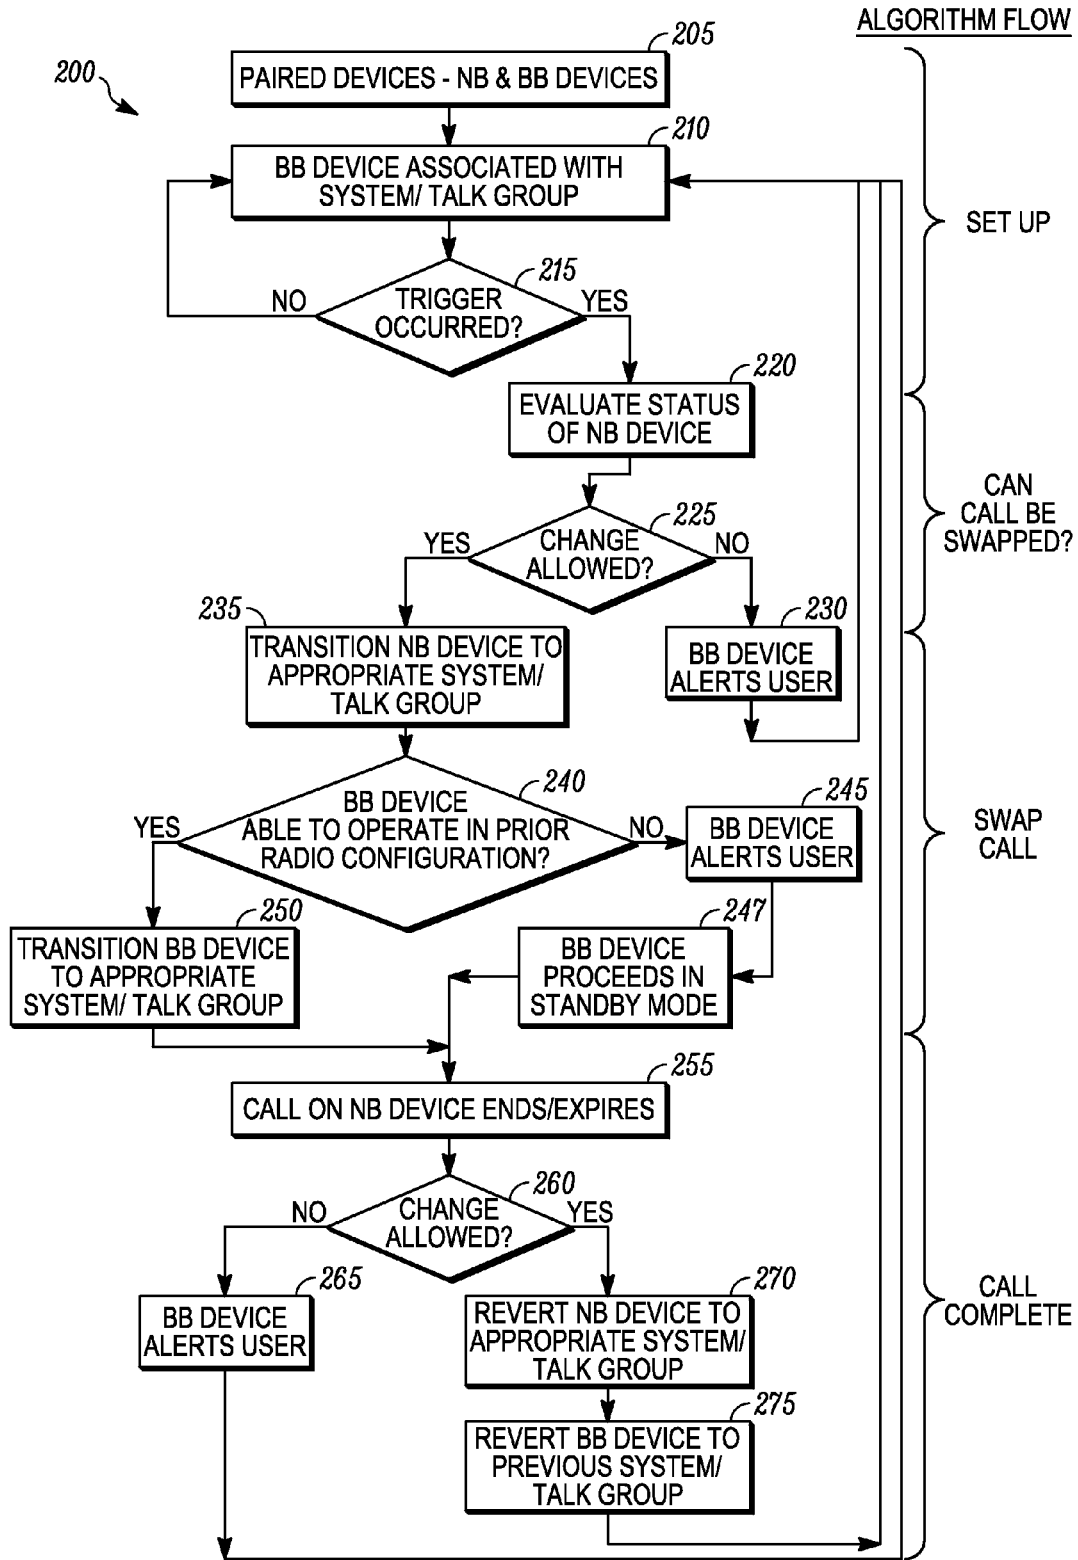 ALGORITHM FLOW
200
205
PAIRED DEVICES - NB & BB DEVICES
210
BB DEVICE ASSOCIATED WITH
SYSTEM/ TALK GROUP
215
TRIGGER
OCCURRED?
NO
YES
SET UP
220
EVALUATE STATUS
OF NB DEVICE
225
CHANGE
ALLOWED?
YES
NO
CAN
CALL BE
SWAPPED?
235
TRANSITION NB DEVICE TO
APPROPRIATE SYSTEM/
TALK GROUP
230
BB DEVICE
ALERTS USER
240
BB DEVICE
ABLE TO OPERATE IN PRIOR
RADIO CONFIGURATION?
YES
NO
245
BB DEVICE
ALERTS USER
SWAP
CALL
250
TRANSITION BB DEVICE
TO APPROPRIATE
SYSTEM/ TALK GROUP
247
BB DEVICE
PROCEEDS IN
STANDBY MODE
255
CALL ON NB DEVICE ENDS/EXPIRES
260
CHANGE
ALLOWED?
NO
YES
265
BB DEVICE
ALERTS USER
270
REVERT NB DEVICE TO
APPROPRIATE SYSTEM/
TALK GROUP
CALL
COMPLETE
275
REVERT BB DEVICE TO
PREVIOUS SYSTEM/
TALK GROUP